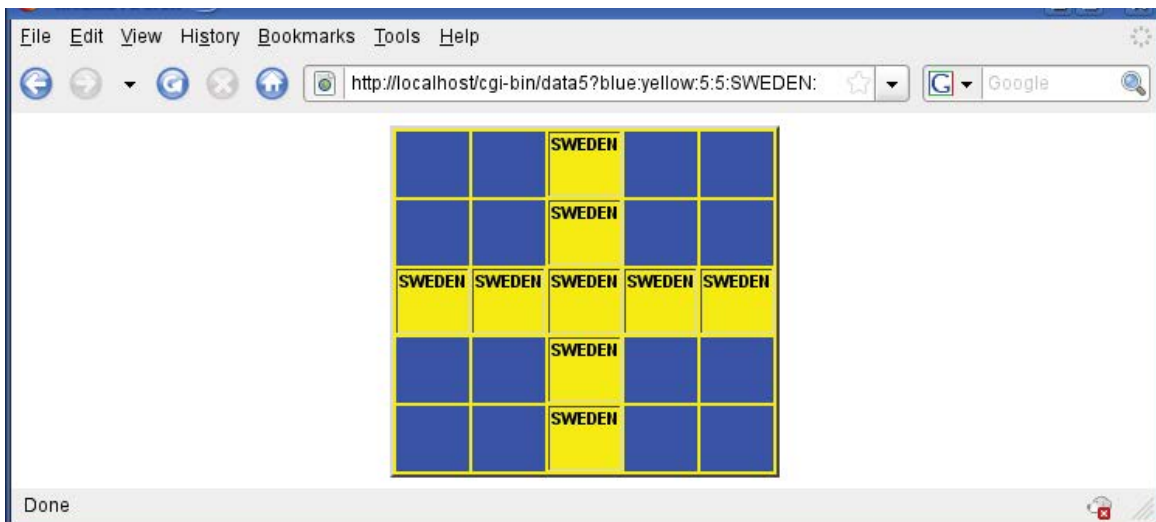 File Edit View History Bookmarks Tools Help
http://localhost/cgi-bin/data5?blue:yellow:5:5:SWEDEN: G Google
SWEDEN
SWEDEN
SWEDEN SWEDEN SWEDEN SWEDEN SWEDEN
SWEDEN
SWEDEN
Done